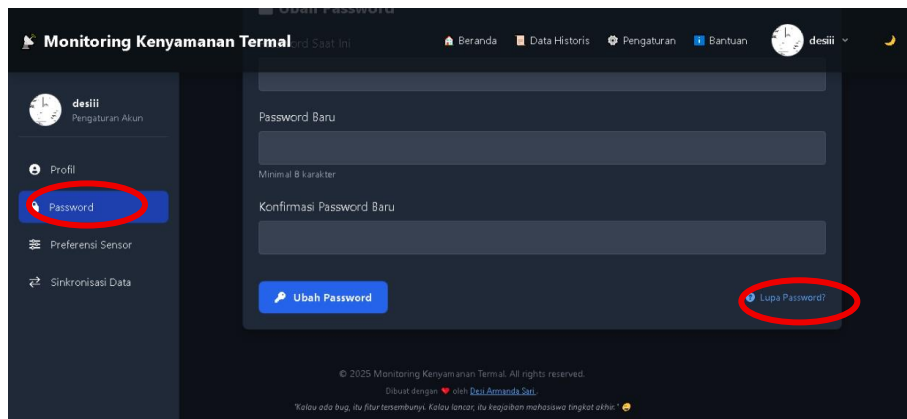 Ubah Password
Monitoring Kenyamanan Termal
Password Saat Ini
Beranda
Data Historis
Pengaturan
Bantuan
desiii
desiii
Pengaturan Akun
Profil
Password
Preferensi Sensor
Sinkronisasi Data
Password Baru
Minimal 8 karakter
Konfirmasi Password Baru
Ubah Password
Lupa Password?
© 2025 Monitoring Kenyamanan Termal. All rights reserved.
Dibuat dengan ❤️ oleh Desi Armanda Sari.
"Kalau ada bug, itu fitur tersembunyi. Kalau lancar, itu keajaiban mahasiswa tingkat akhir."